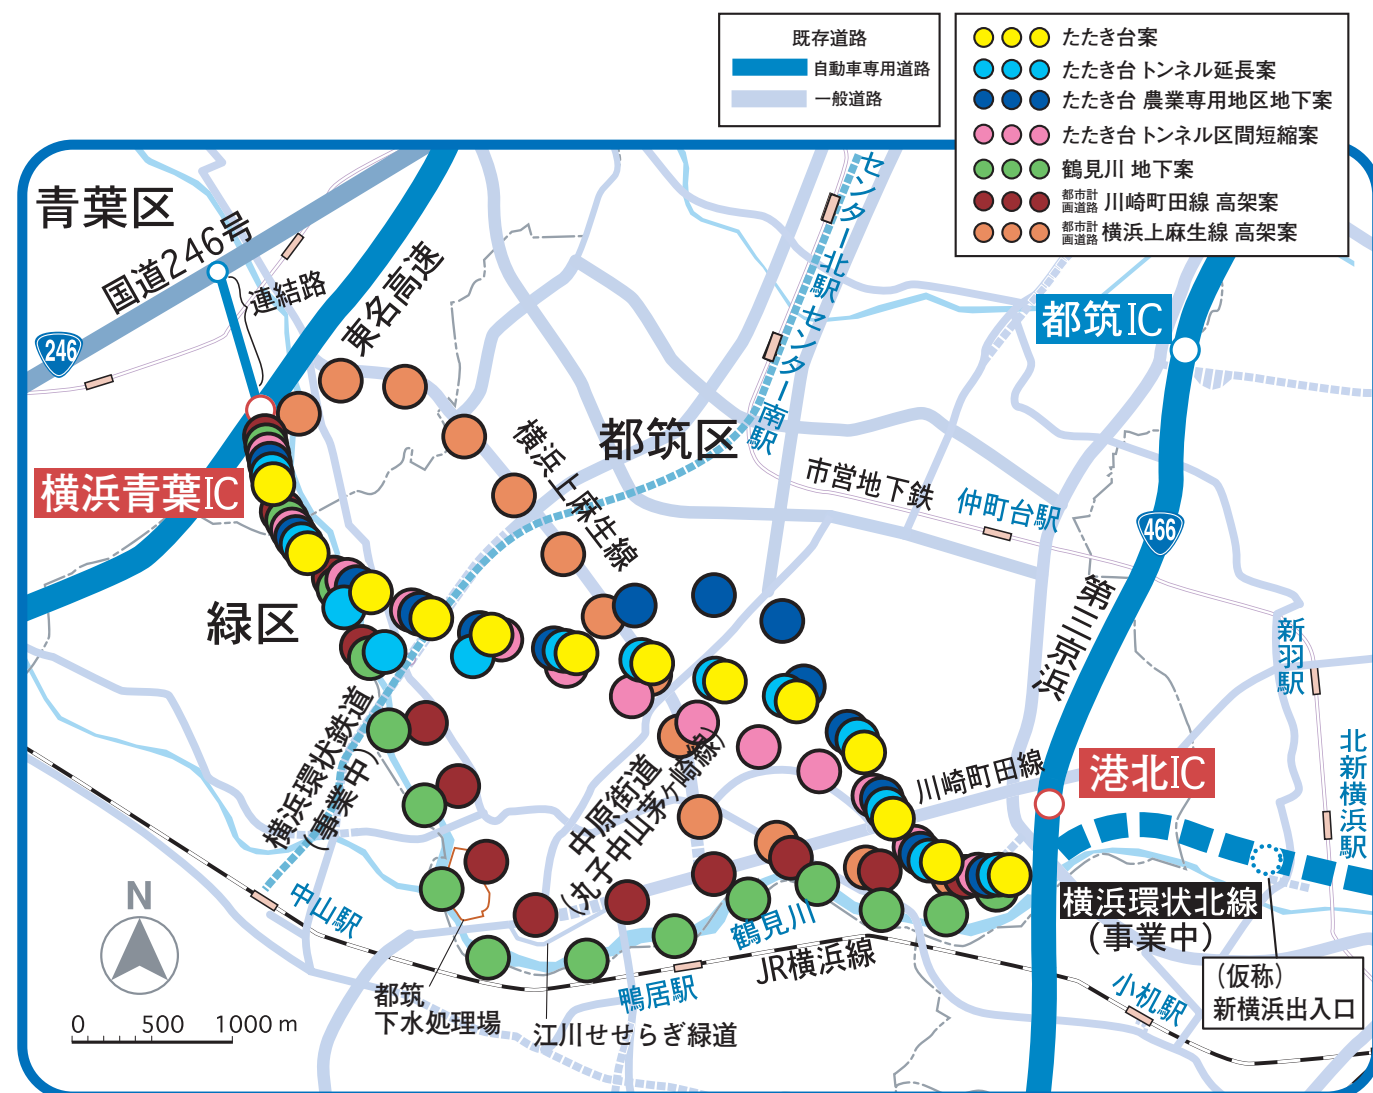 既存道路
自動車専用道路
一般道路
たたき台案
たたき台 トンネル延長案
たたき台 農業専用地区地下案
たたき台 トンネル区間短縮案
鶴見川 地下案
都市計画道路 川崎町田線 高架案
都市計画道路 横浜上麻生線 高架案
青葉区
国道246号
連結路
東名高速
246
センター北駅
センター南駅
都筑IC
都筑区
横浜上麻生線
横浜青葉IC
市営地下鉄
仲町台駅
466
第三京浜
緑区
新羽駅
北新横浜駅
横浜環状鉄道
(事業中)
中原街道
(丸子中山茅ケ崎線)
川崎町田線
港北IC
横浜環状北線
(事業中)
(仮称)
新横浜出入口
中山駅
鶴見川
JR横浜線
鴨居駅
小机駅
都筑
下水処理場
江川せせらぎ緑道
N
0 500 1000 m